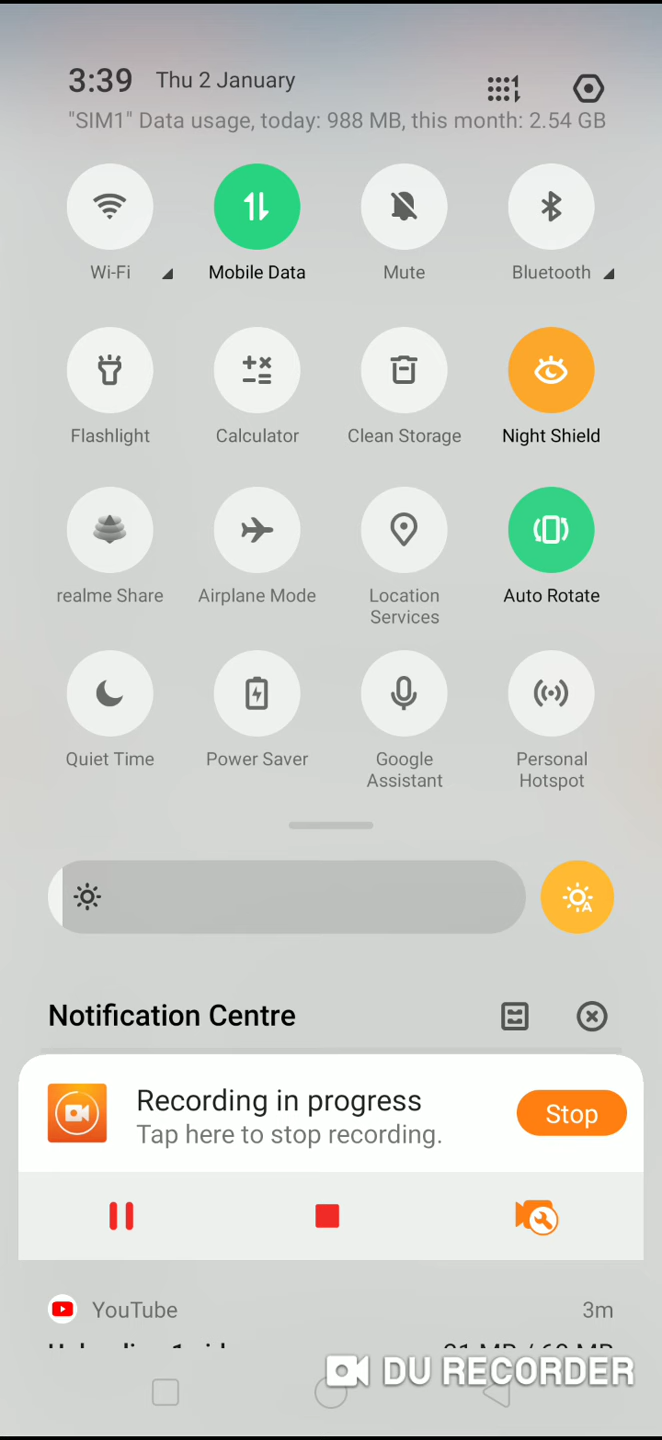 3:39 Thu 2 January
"SIM1" Data usage, today: 988 MB, this month: 2.54 GB
Wi-Fi Mobile Data Mute Bluetooth
Flashlight Calculator Clean Storage Night Shield
realme Share Airplane Mode Location Services Auto Rotate
Quiet Time Power Saver Google Assistant Personal Hotspot
Notification Centre
Recording in progress
Tap here to stop recording.
Stop
YouTube 3m
DU RECORDER